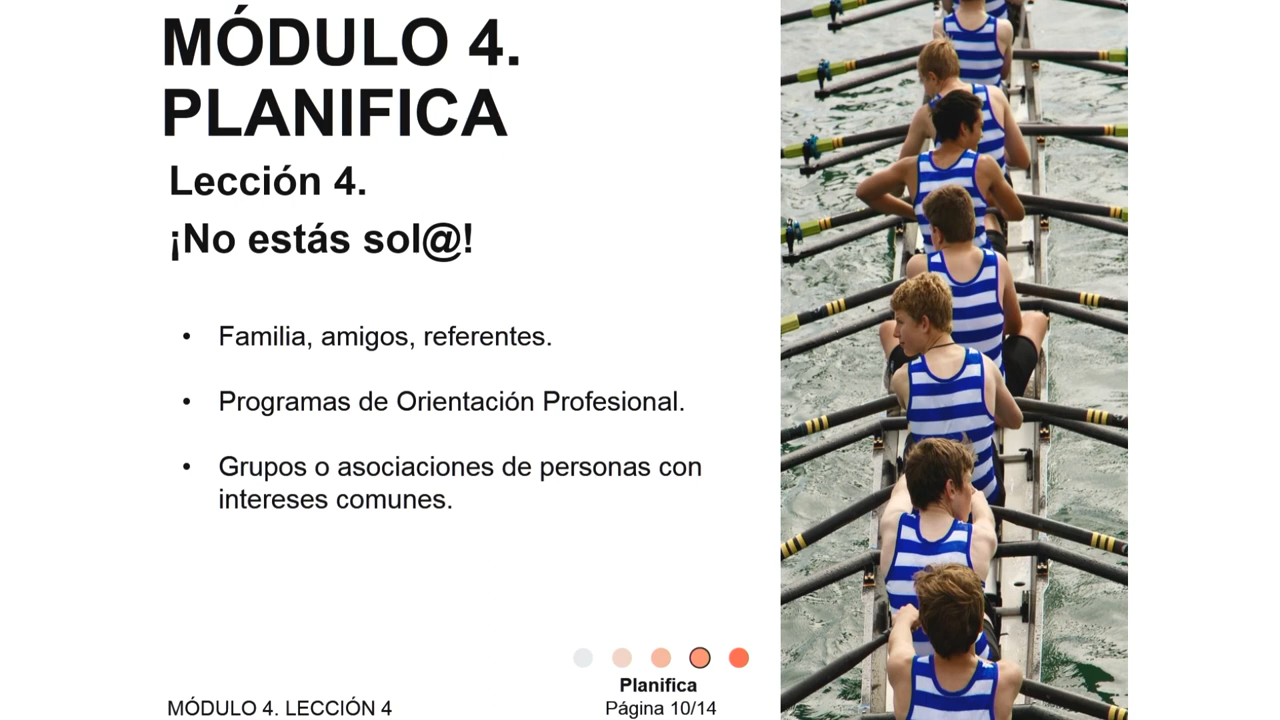 MÓDULO 4.
PLANIFICA
Lección 4.
¡No estás sol@!
• Familia, amigos, referentes.
• Programas de Orientación Profesional.
• Grupos o asociaciones de personas con
intereses comunes.
Planifica
MÓDULO 4. LECCIÓN 4
Página 10/14